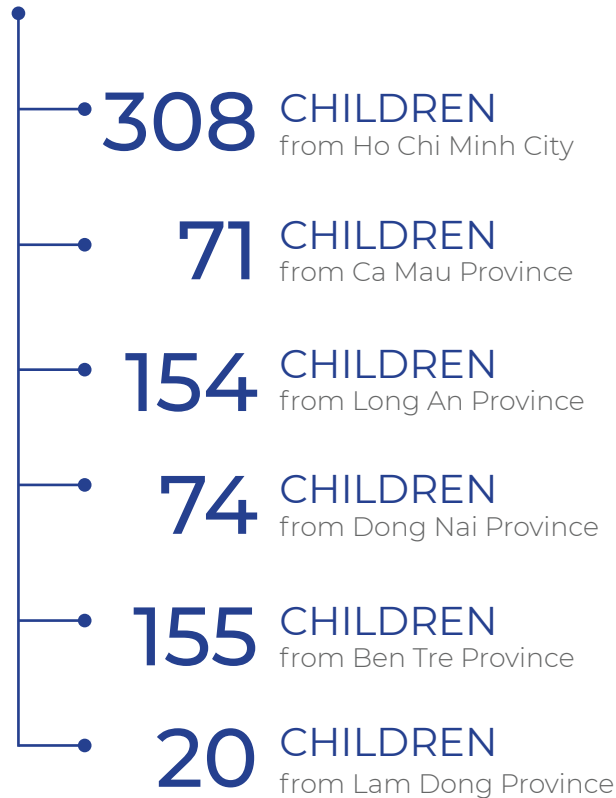 308 CHILDREN
from Ho Chi Minh City
71 CHILDREN
from Ca Mau Province
154 CHILDREN
from Long An Province
74 CHILDREN
from Dong Nai Province
155 CHILDREN
from Ben Tre Province
20 CHILDREN
from Lam Dong Province